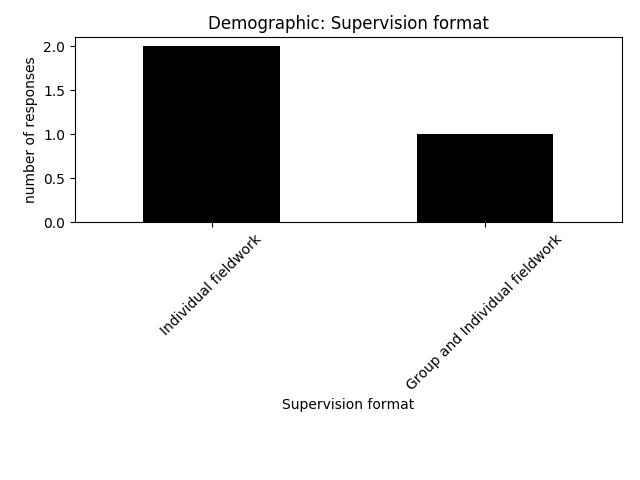 Demographic: Supervision format
number of responses
2.0
1.5
1.0
0.5
0.0
Individual fieldwork
Group and Individual fieldwork
Supervision format